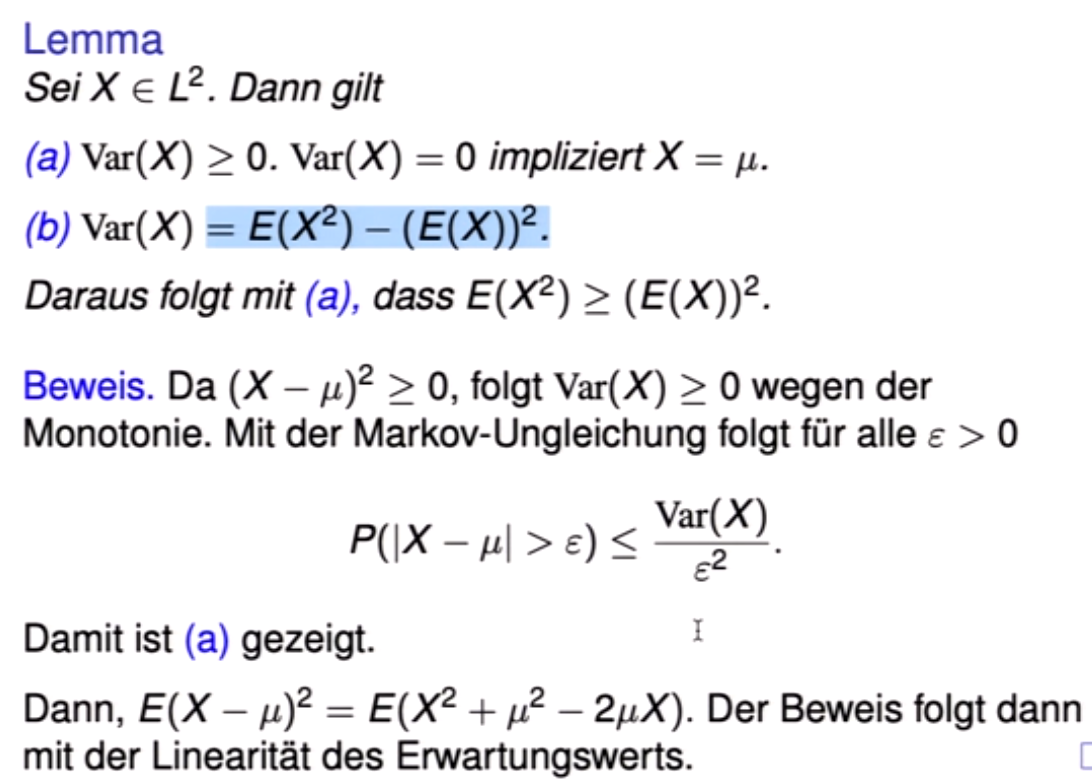 Lemma
Sei X ∈ L². Dann gilt
(a) Var(X) ≥ 0. Var(X) = 0 impliziert X = μ.
(b) Var(X) = E(X²) – (E(X))².
Daraus folgt mit (a), dass E(X²) ≥ (E(X))².
Beweis. Da (X – μ)² ≥ 0, folgt Var(X) ≥ 0 wegen der
Monotonie. Mit der Markov-Ungleichung folgt für alle ε > 0
P(|X – μ| > ε) ≤ Var(X) / ε².
Damit ist (a) gezeigt.
Dann, E(X – μ)² = E(X² + μ² – 2μX). Der Beweis folgt dann
mit der Linearität des Erwartungswerts.